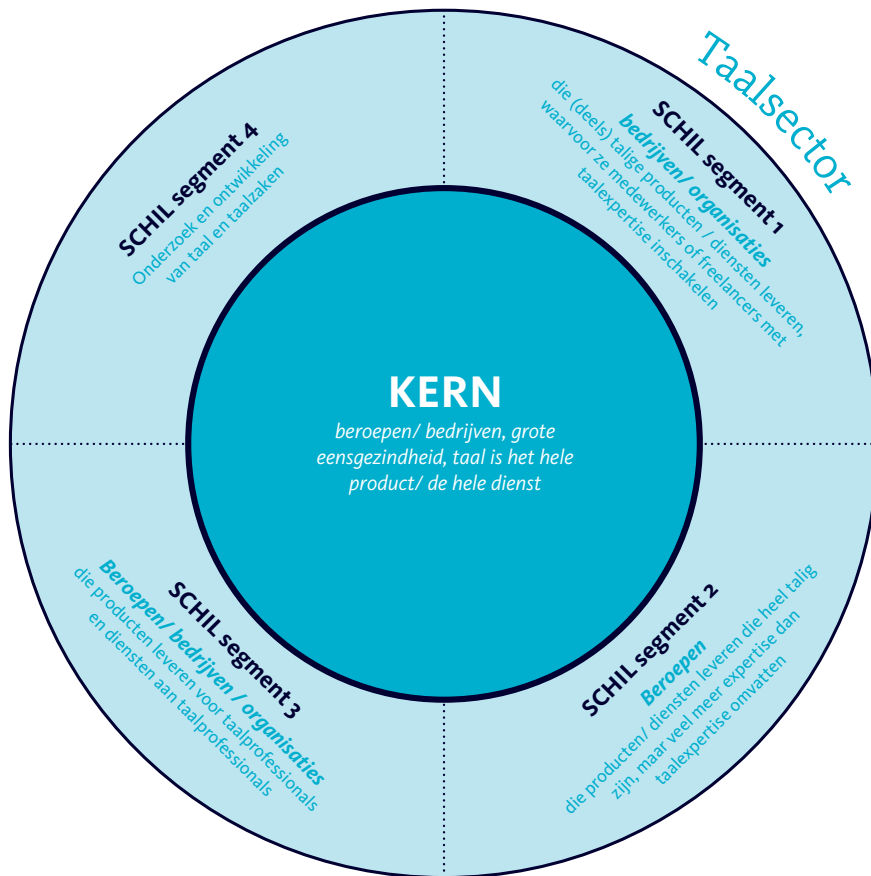 Taalsector
SCHIL segment 1
bedrijven/ organisaties
die (deels) talige producten / diensten leveren,
waarvoor ze medewerkers of freelancers met
taalexpertise inschakelen
SCHIL segment 4
Onderzoek en ontwikkeling
van taal en taalzaken
KERN
beroepen/ bedrijven, grote
eensgezindheid, taal is het hele
product/ de hele dienst
SCHIL segment 3
Beroepen/ bedrijven / organisaties
die producten leveren voor taalprofessionals
en diensten aan taalprofessionals
SCHIL segment 2
Beroepen
die producten/ diensten leveren die heel talig
zijn, maar veel meer expertise dan
taalexpertise omvatten